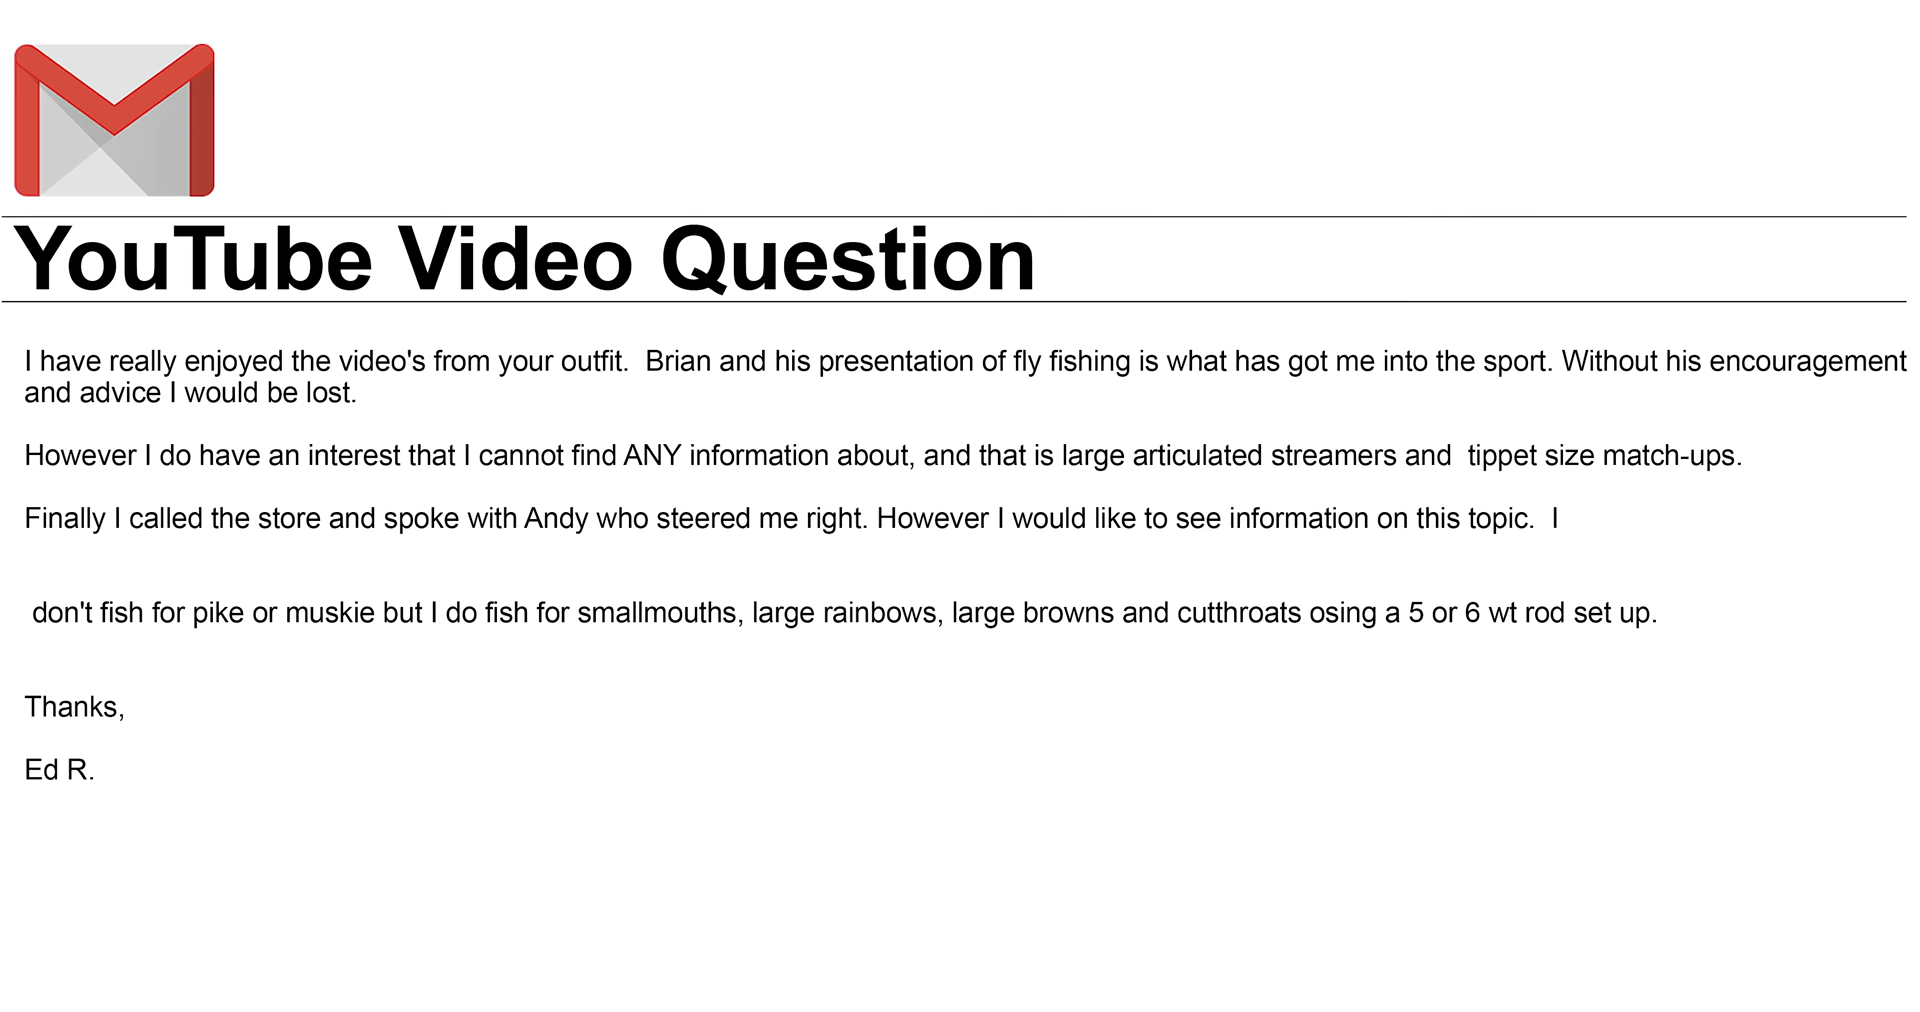 YouTube Video Question
I have really enjoyed the video's from your outfit.  Brian and his presentation of fly fishing is what has got me into the sport. Without his encouragement
and advice I would be lost.
However I do have an interest that I cannot find ANY information about, and that is large articulated streamers and  tippet size match-ups.
Finally I called the store and spoke with Andy who steered me right. However I would like to see information on this topic.  I
don't fish for pike or muskie but I do fish for smallmouths, large rainbows, large browns and cutthroats osing a 5 or 6 wt rod set up.
Thanks,
Ed R.